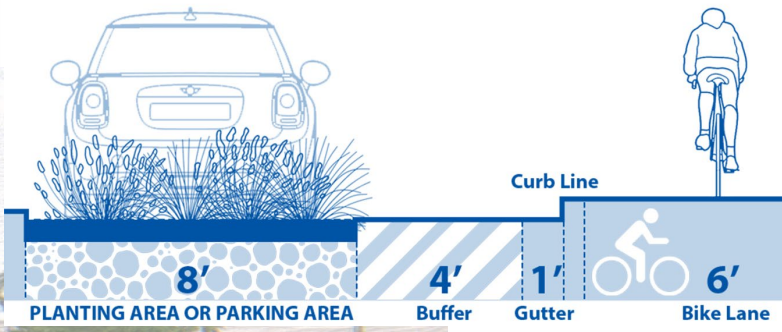 Curb Line
8’ 4’ 1’ 6’
PLANTING AREA OR PARKING AREA Buffer Gutter Bike Lane